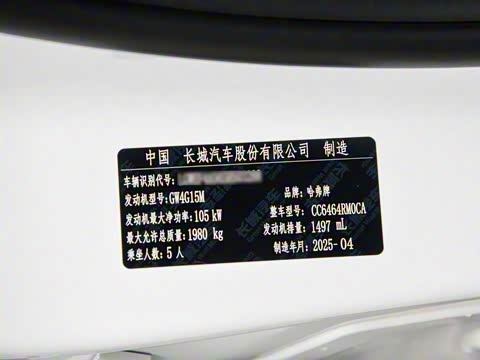 中国 长城汽车股份有限公司 制造
车辆识别代号:
发动机型号: GW4G15M 品牌: 哈弗牌
发动机最大净功率: 105 kW 整车型号: CC6464RM0CA
最大允许总质量: 1980 kg 发动机排量: 1497 mL
乘坐人数: 5 人 制造年月: 2025-04